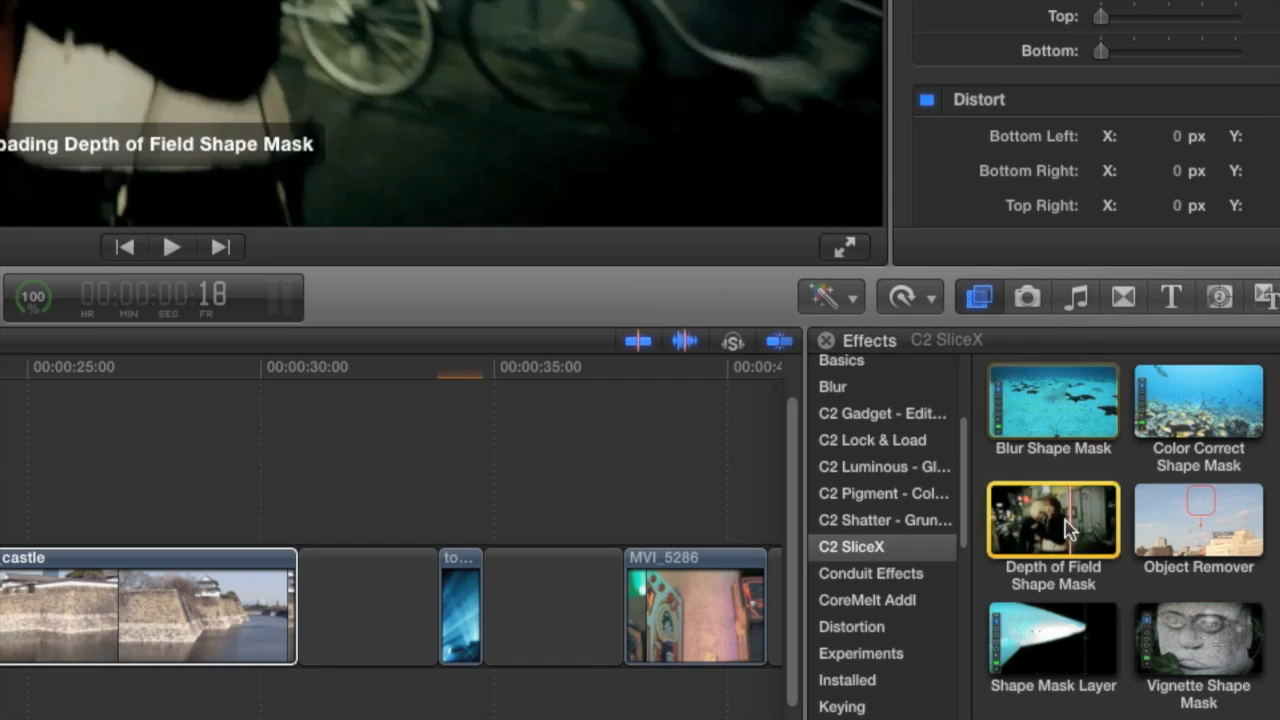 Top:
Bottom:
Distort
Bottom Left: X: 0 px Y:
Bottom Right: X: 0 px Y:
Top Right: X: 0 px Y:
oading Depth of Field Shape Mask
100 %
00:00:00:18
HR MIN SEC FR
T
Effects C2 SliceX
00:00:25:00
00:00:30:00
00:00:35:00
00:00:4
Basics
Blur
C2 Gadget - Edit...
C2 Lock & Load
C2 Luminous - Gl...
C2 Pigment - Col...
C2 Shatter - Grun...
C2 SliceX
Conduit Effects
CoreMelt Addl
Distortion
Experiments
Installed
Keying
Blur Shape Mask
Color Correct
Shape Mask
Depth of Field
Shape Mask
Object Remover
Shape Mask Layer
Vignette Shape
Mask
castle
to...
MVI_5286